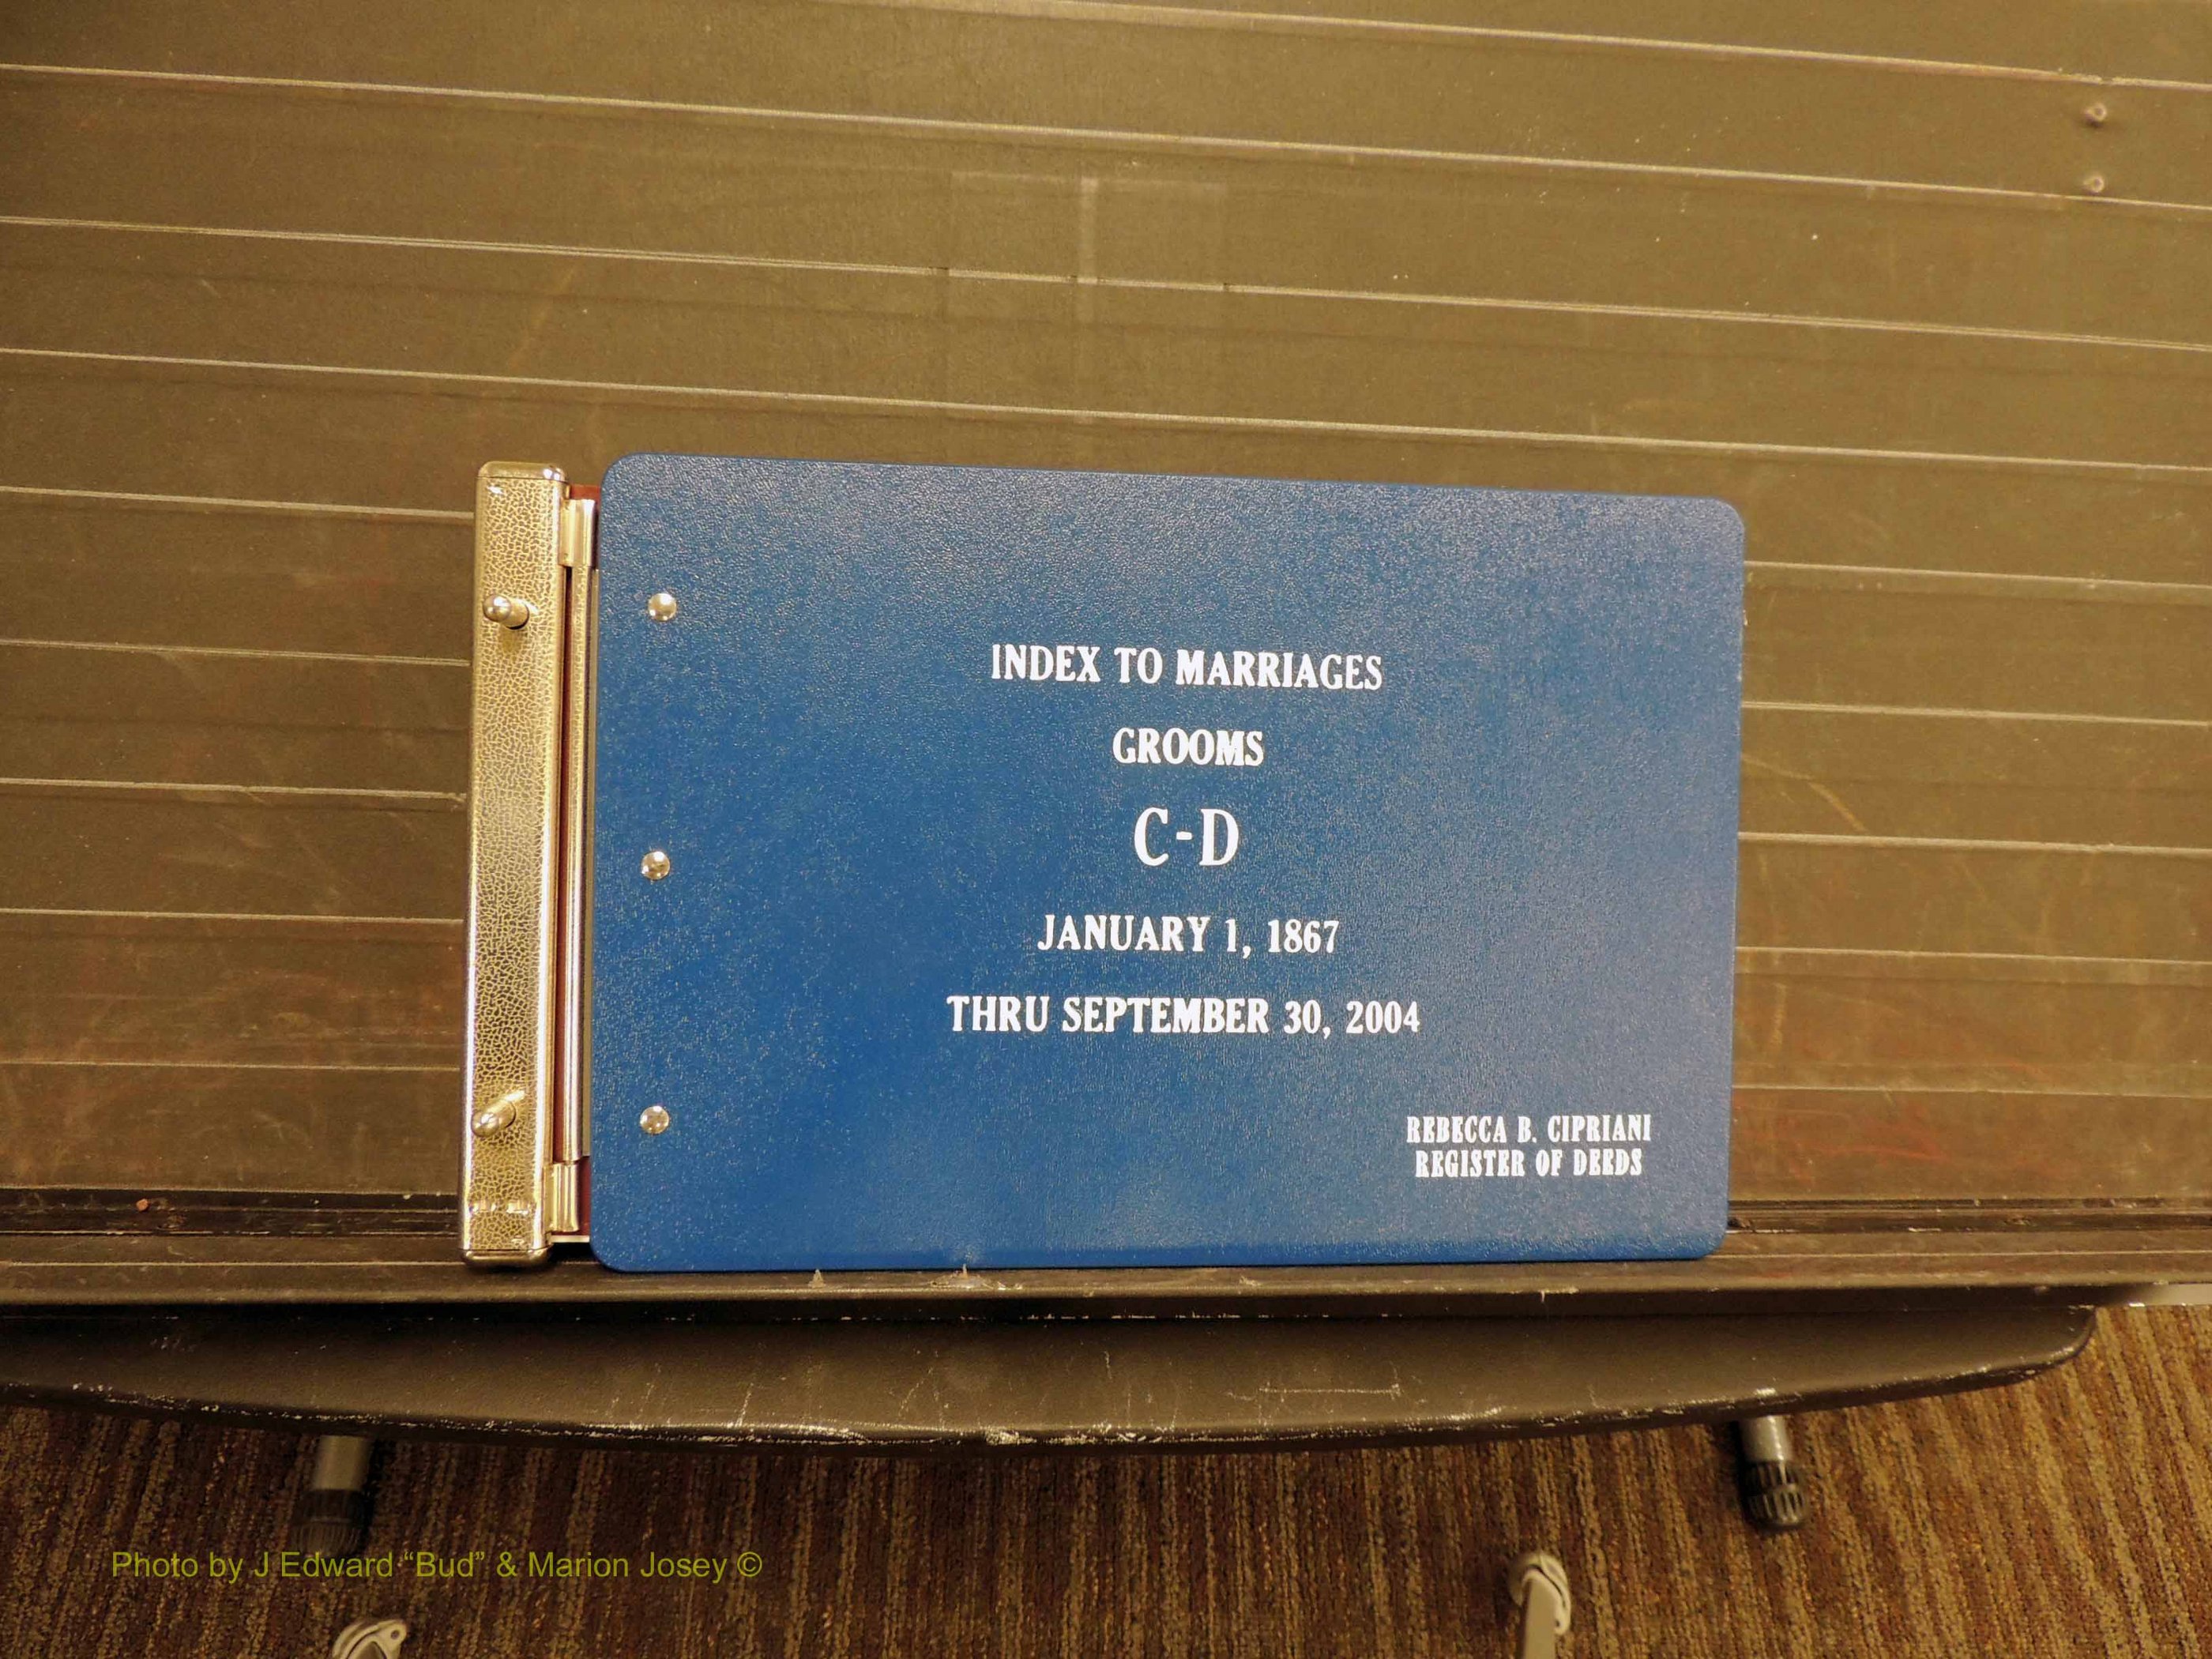 INDEX TO MARRIAGES
GROOMS
C-D
JANUARY 1, 1867
THRU SEPTEMBER 30, 2004
REBECCA B. CIPRIANI
REGISTER OF DEEDS
Photo by J Edward “Bud” & Marion Josey ©